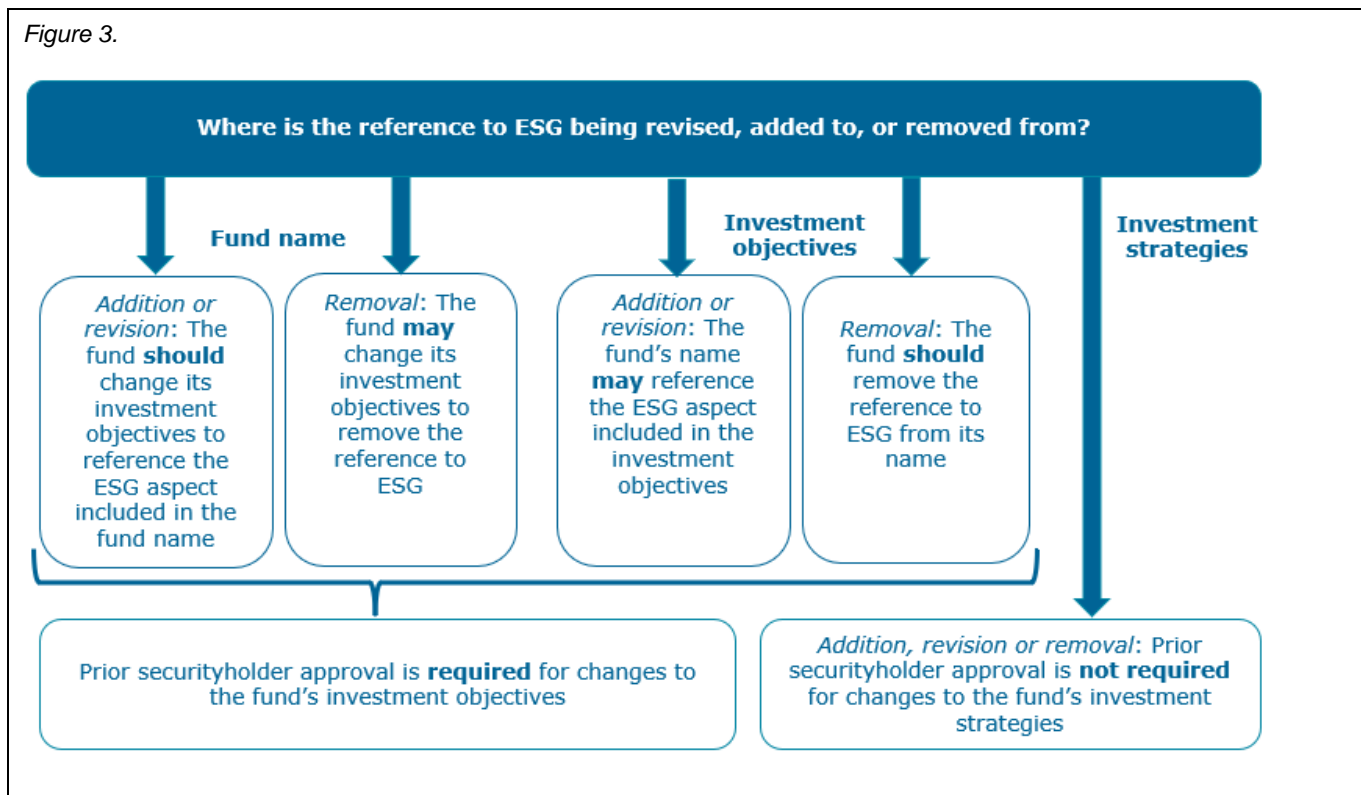 Figure 3.
Where is the reference to ESG being revised, added to, or removed from?
Fund name
Investment
objectives
Investment
strategies
Addition or
revision: The
fund should
change its
investment
objectives to
reference the
ESG aspect
included in the
fund name
Removal: The
fund may
change its
investment
objectives to
remove the
reference to
ESG
Addition or
revision: The
fund's name
may reference
the ESG aspect
included in the
investment
objectives
Removal: The
fund should
remove the
reference to
ESG from its
name
Prior securityholder approval is required for changes to
the fund's investment objectives
Addition, revision or removal: Prior
securityholder approval is not required
for changes to the fund's investment
strategies